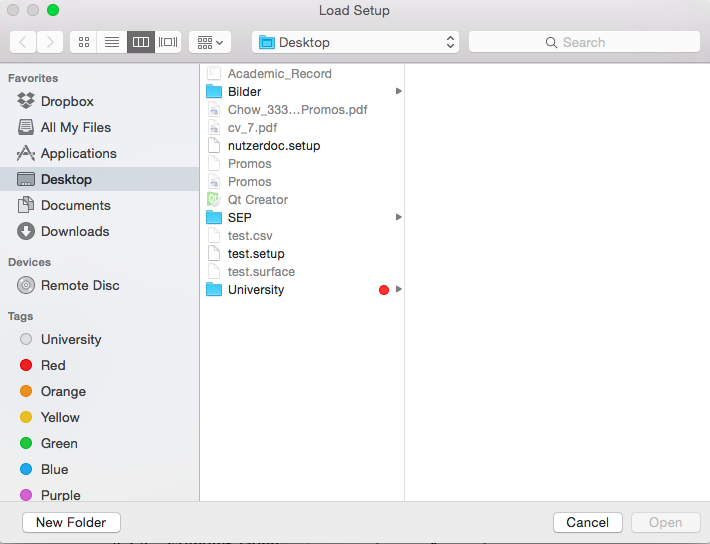 Load Setup
Desktop
Search
Favorites
Dropbox
All My Files
Applications
Desktop
Documents
Downloads
Devices
Remote Disc
Tags
University
Red
Orange
Yellow
Green
Blue
Purple
Academic_Record
Bilder
Chow_333...Promos.pdf
cv_7.pdf
nutzerdoc.setup
Promos
Promos
Qt Creator
SEP
test.csv
test.setup
test.surface
University
New Folder
Cancel
Open